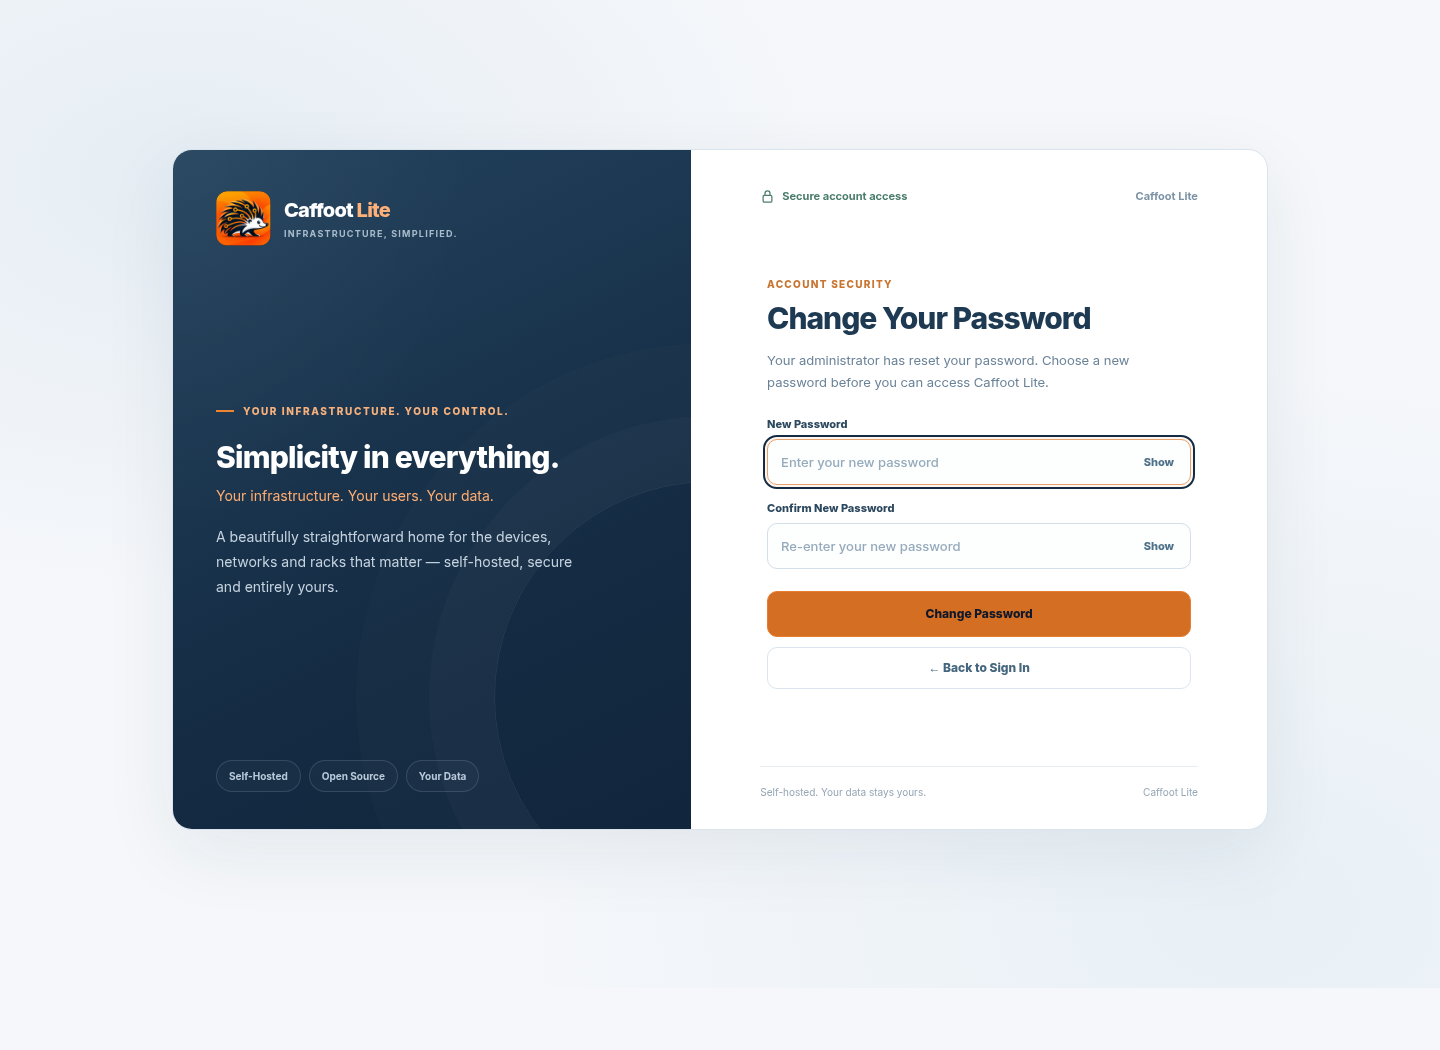 Caffoot Lite
INFRASTRUCTURE, SIMPLIFIED.
YOUR INFRASTRUCTURE. YOUR CONTROL.
Simplicity in everything.
Your infrastructure. Your users. Your data.
A beautifully straightforward home for the devices,
networks and racks that matter — self-hosted, secure
and entirely yours.
Self-Hosted
Open Source
Your Data
Secure account access
Caffoot Lite
ACCOUNT SECURITY
Change Your Password
Your administrator has reset your password. Choose a new
password before you can access Caffoot Lite.
New Password
Enter your new password
Show
Confirm New Password
Re-enter your new password
Show
Change Password
← Back to Sign In
Self-hosted. Your data stays yours.
Caffoot Lite